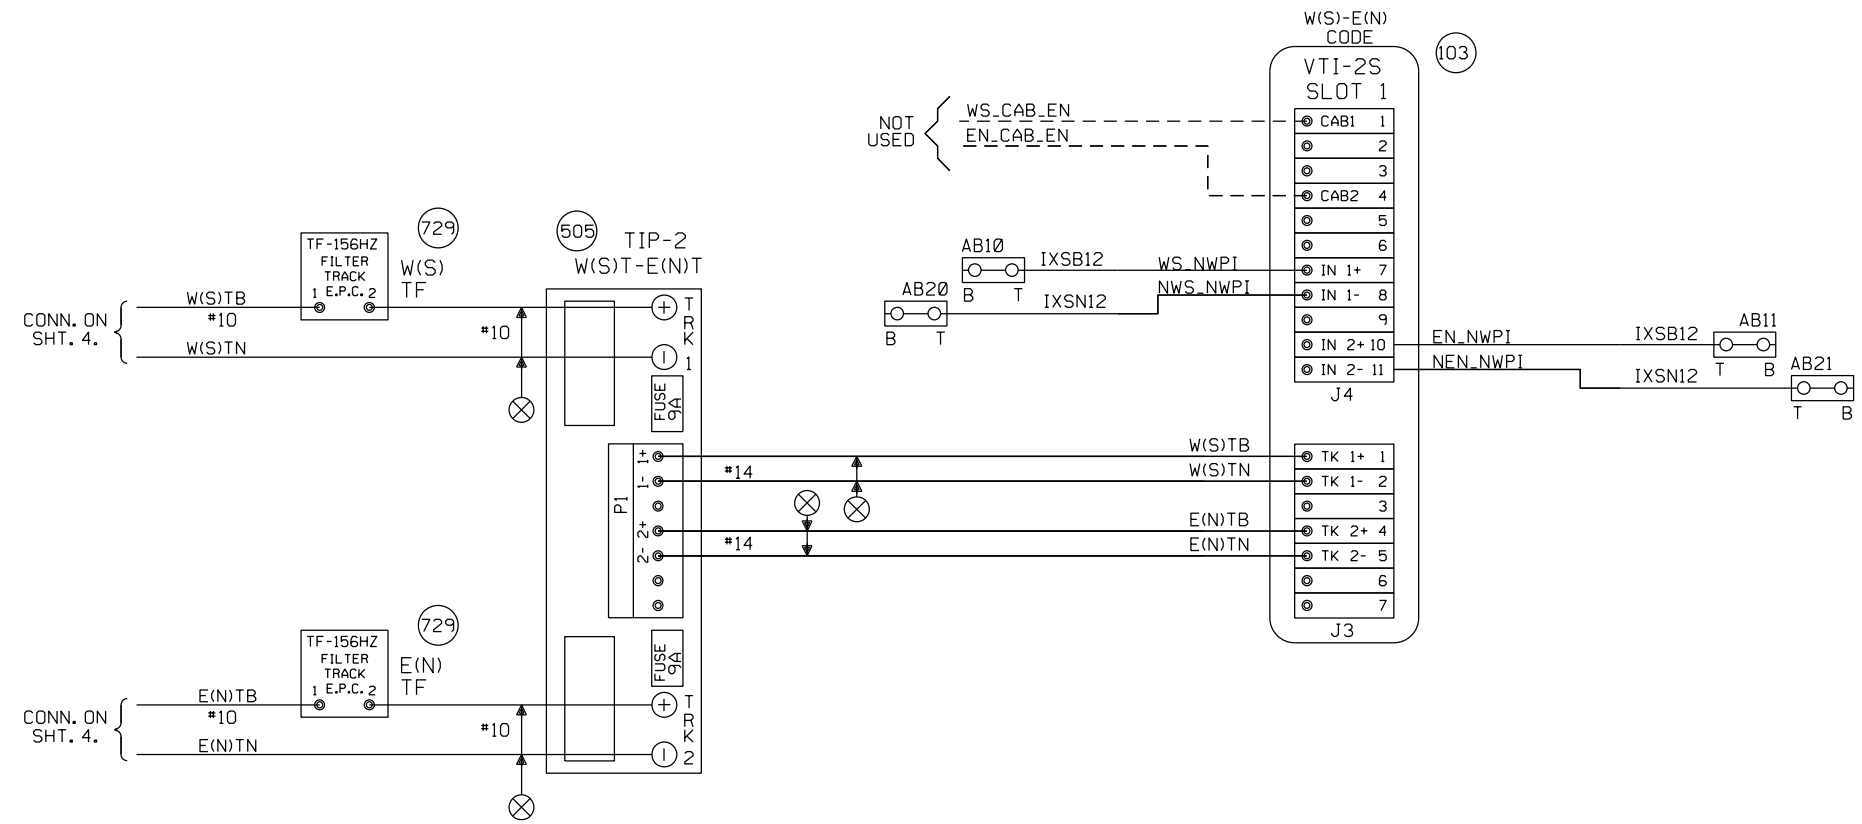 W(S)-E(N)
CODE
103
VTI-2S
SLOT 1
NOT
USED
WS_CAB_EN
EN_CAB_EN
CAB1 1
2
3
CAB2 4
5
6
IN 1+ 7
IN 1- 8
9
IN 2+ 10
IN 2- 11
J4
AB10
B T
IXSB12
WS_NWPI
AB20
B T
IXSN12
NWS_NWPI
EN_NWPI
IXSB12
AB11
T B
NEN_NWPI
IXSN12
AB21
T B
729
TF-156HZ
FILTER
TRACK
1 E.P.C. 2
W(S)
TF
505
TIP-2
W(S)T-E(N)T
CONN. ON
SHT. 4.
W(S)TB
#10
W(S)TN
#10
+
TRK
1
FUSE
9A
P1
1+
1-
2+
2-
#14
#14
W(S)TB
W(S)TN
E(N)TB
E(N)TN
TK 1+ 1
TK 1- 2
3
TK 2+ 4
TK 2- 5
6
7
J3
729
TF-156HZ
FILTER
TRACK
1 E.P.C. 2
E(N)
TF
CONN. ON
SHT. 4.
E(N)TB
#10
E(N)TN
#10
FUSE
9A
+
TRK
2